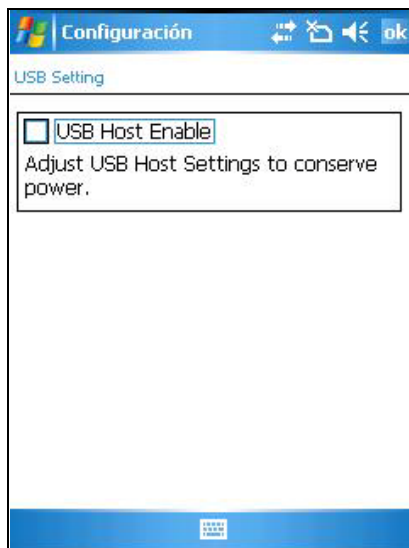 Configuración ok
USB Setting
USB Host Enable
Adjust USB Host Settings to conserve
power.